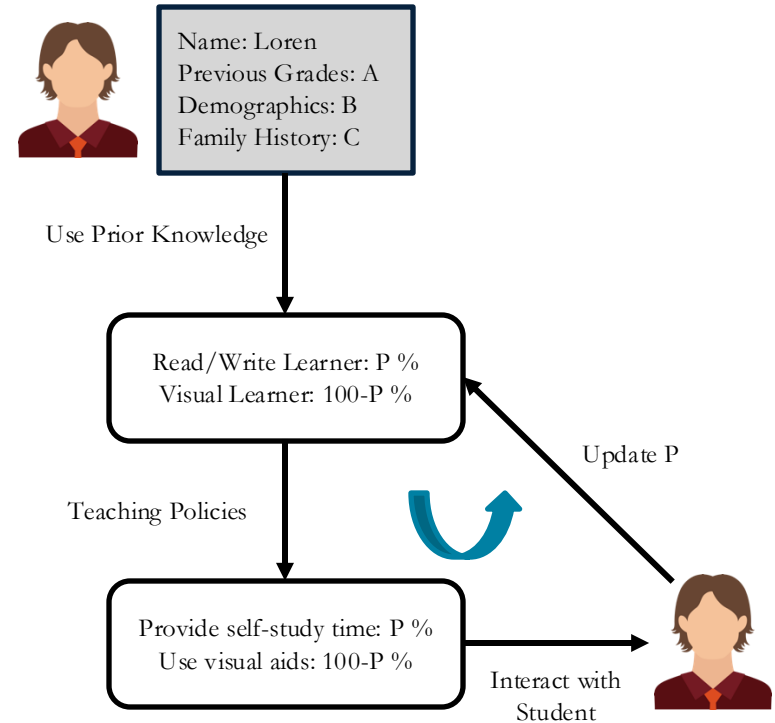 Name: Loren
Previous Grades: A
Demographics: B
Family History: C
Use Prior Knowledge
Read/Write Learner: P %
Visual Learner: 100-P %
Update P
Teaching Policies
Provide self-study time: P %
Use visual aids: 100-P %
Interact with
Student